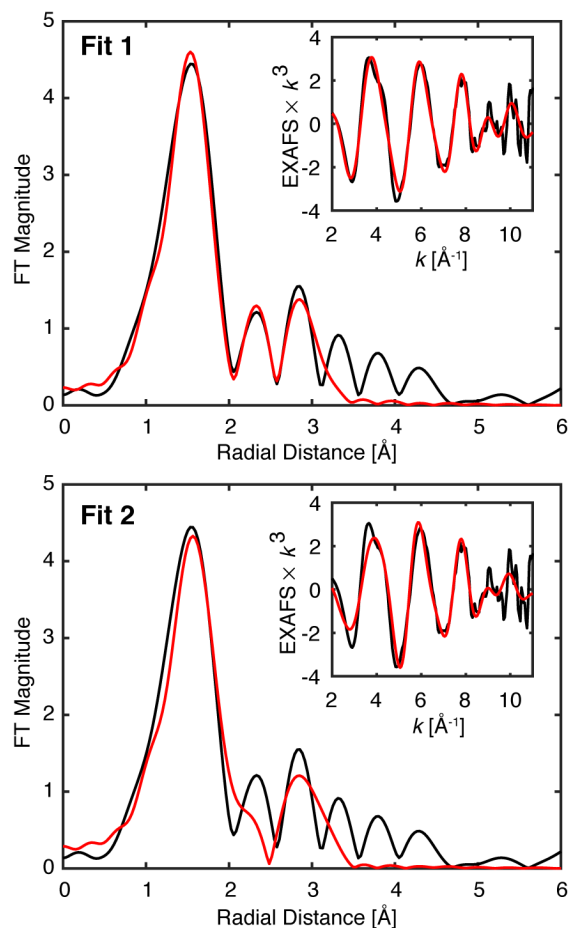 Fit 1
FT Magnitude
5
4
3
2
1
0
0 1 2 3 4 5 6
Radial Distance [Å]
EXAFS × k³
4
2
0
-2
-4
2 4 6 8 10
k [Å⁻¹]
Fit 2
FT Magnitude
5
4
3
2
1
0
0 1 2 3 4 5 6
Radial Distance [Å]
EXAFS × k³
4
2
0
-2
-4
2 4 6 8 10
k [Å⁻¹]